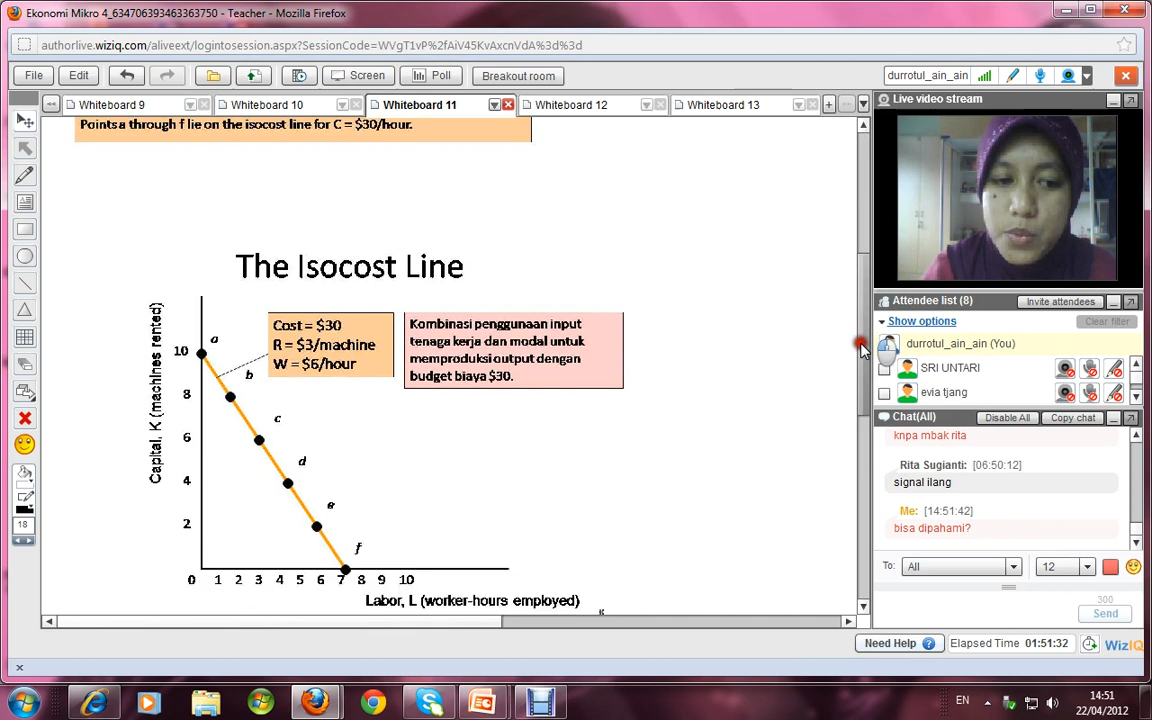 Ekonomi Mikro 4_634706393463363750 - Teacher - Mozilla Firefox
authorlive.wiziq.com/aliveext/logintosession.aspx?SessionCode=WVgT1vP%2fAiV45KvAxcnVdA%3d%3d
File Edit Screen Poll Breakout room durrotul_ain_ain
Whiteboard 9 Whiteboard 10 Whiteboard 11 Whiteboard 12 Whiteboard 13
Live video stream
Points a through f lie on the isocost line for C = $30/hour.
The Isocost Line
Capital, K (machines rented)
10
8
6
4
2
a
b
c
d
e
f
Cost = $30
R = $3/machine
W = $6/hour
Kombinasi penggunaan input
tenaga kerja dan modal untuk
memproduksi output dengan
budget biaya $30.
0 1 2 3 4 5 6 7 8 9 10
Labor, L (worker-hours employed)
18
Attendee list (8) Invite attendees
Show options Clear filter
durrotul_ain_ain (You)
SRI UNTARI
evia tjang
Chat(All) Disable All Copy chat
knpa mbak rita
Rita Sugianti: [06:50:12]
signal ilang
Me: [14:51:42]
bisa dipahami?
To: All 12
300
Send
Need Help ? Elapsed Time 01:51:32 WizIQ
EN 14:51
22/04/2012